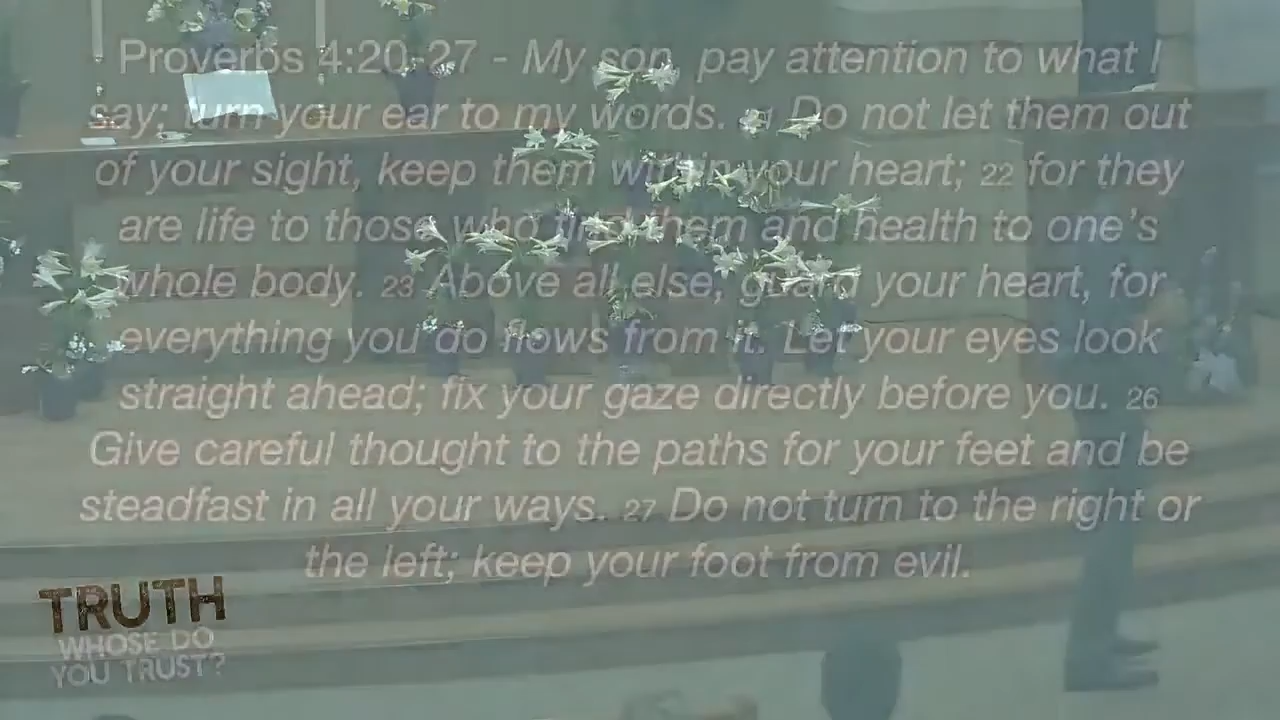 Proverbs 4:20-27 - My son, pay attention to what I
say; turn your ear to my words. Do not let them out
of your sight, keep them within your heart; 22 for they
are life to those who find them and health to one's
whole body. 23 Above all else, guard your heart, for
everything you do flows from it. Let your eyes look
straight ahead; fix your gaze directly before you. 26
Give careful thought to the paths for your feet and be
steadfast in all your ways. 27 Do not turn to the right or
the left; keep your foot from evil.
TRUTH
WHOSE DO
YOU TRUST?